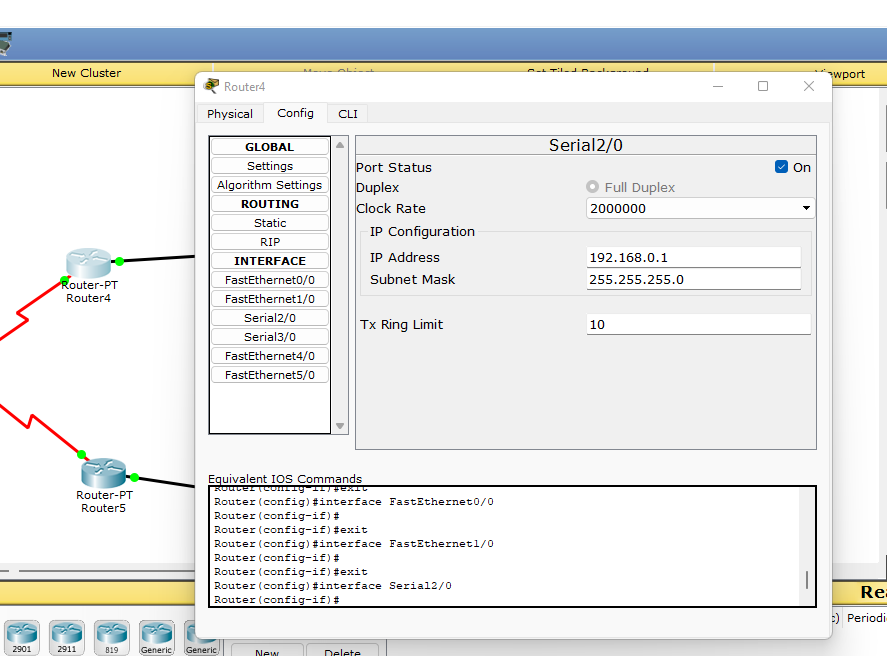 New Cluster
Viewport
Router4
Physical Config CLI
GLOBAL
Settings
Algorithm Settings
ROUTING
Static
RIP
INTERFACE
FastEthernet0/0
FastEthernet1/0
Serial2/0
Serial3/0
FastEthernet4/0
FastEthernet5/0
Serial2/0
Port Status On
Duplex Full Duplex
Clock Rate 2000000
IP Configuration
IP Address 192.168.0.1
Subnet Mask 255.255.255.0
Tx Ring Limit 10
Router-PT
Router4
Router-PT
Router5
Equivalent IOS Commands
Router(config-if)#exit
Router(config)#interface FastEthernet0/0
Router(config-if)#
Router(config-if)#exit
Router(config)#interface FastEthernet1/0
Router(config-if)#
Router(config-if)#exit
Router(config)#interface Serial2/0
Router(config-if)#
2901 2911 819 Generic Generic
New Delete